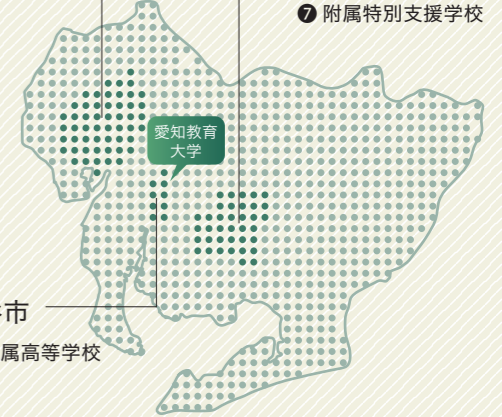 ❼ 附属特別支援学校
愛知教育
大学
市
属高等学校